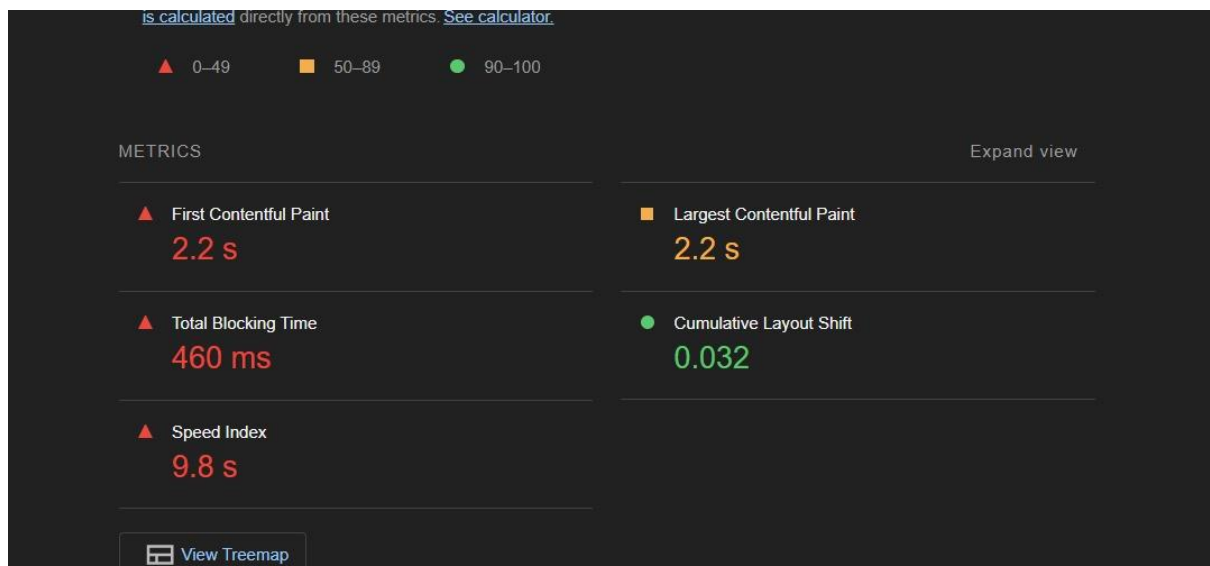 is calculated directly from these metrics. See calculator.
0–49 50–89 90–100
METRICS Expand view
First Contentful Paint
2.2 s
Largest Contentful Paint
2.2 s
Total Blocking Time
460 ms
Cumulative Layout Shift
0.032
Speed Index
9.8 s
View Treemap